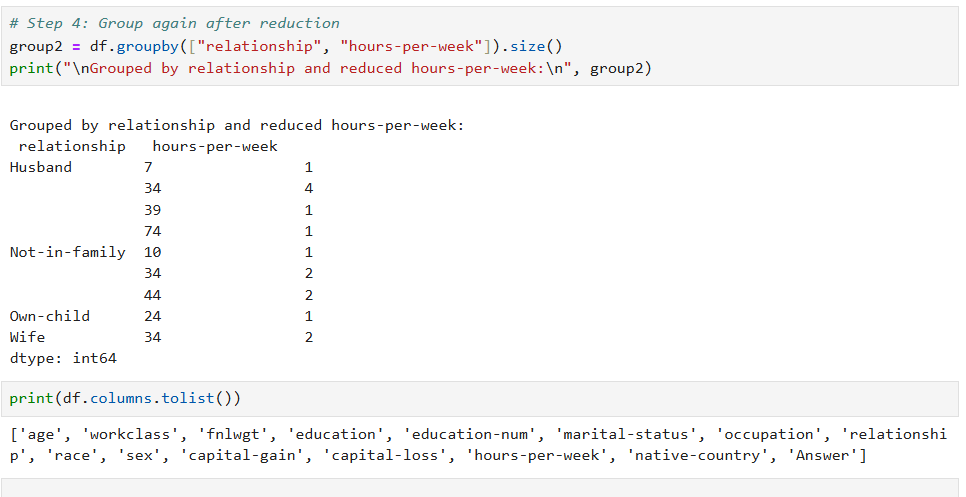 # Step 4: Group again after reduction
group2 = df.groupby(["relationship", "hours-per-week"]).size()
print("\nGrouped by relationship and reduced hours-per-week:\n", group2)
Grouped by relationship and reduced hours-per-week:
 relationship   hours-per-week
Husband        7                 1
               34                4
               39                1
               74                1
Not-in-family  10                1
               34                2
               44                2
Own-child      24                1
Wife           34                2
dtype: int64
print(df.columns.tolist())
['age', 'workclass', 'fnlwgt', 'education', 'education-num', 'marital-status', 'occupation', 'relationshi
p', 'race', 'sex', 'capital-gain', 'capital-loss', 'hours-per-week', 'native-country', 'Answer']